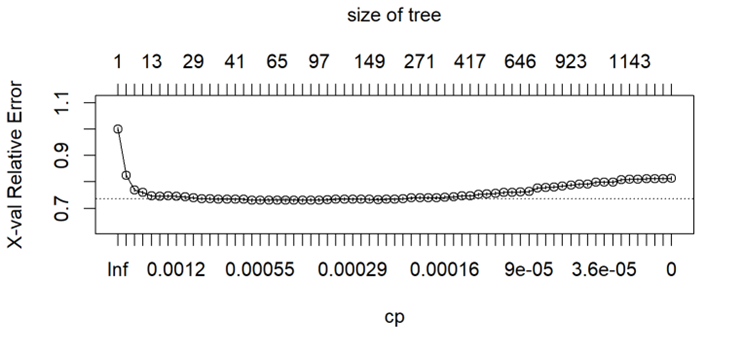 size of tree
1 13 29 41 65 97 149 271 417 646 923 1143
X-val Relative Error
1.1
0.9
0.7
Inf 0.0012 0.00055 0.00029 0.00016 9e-05 3.6e-05 0
cp